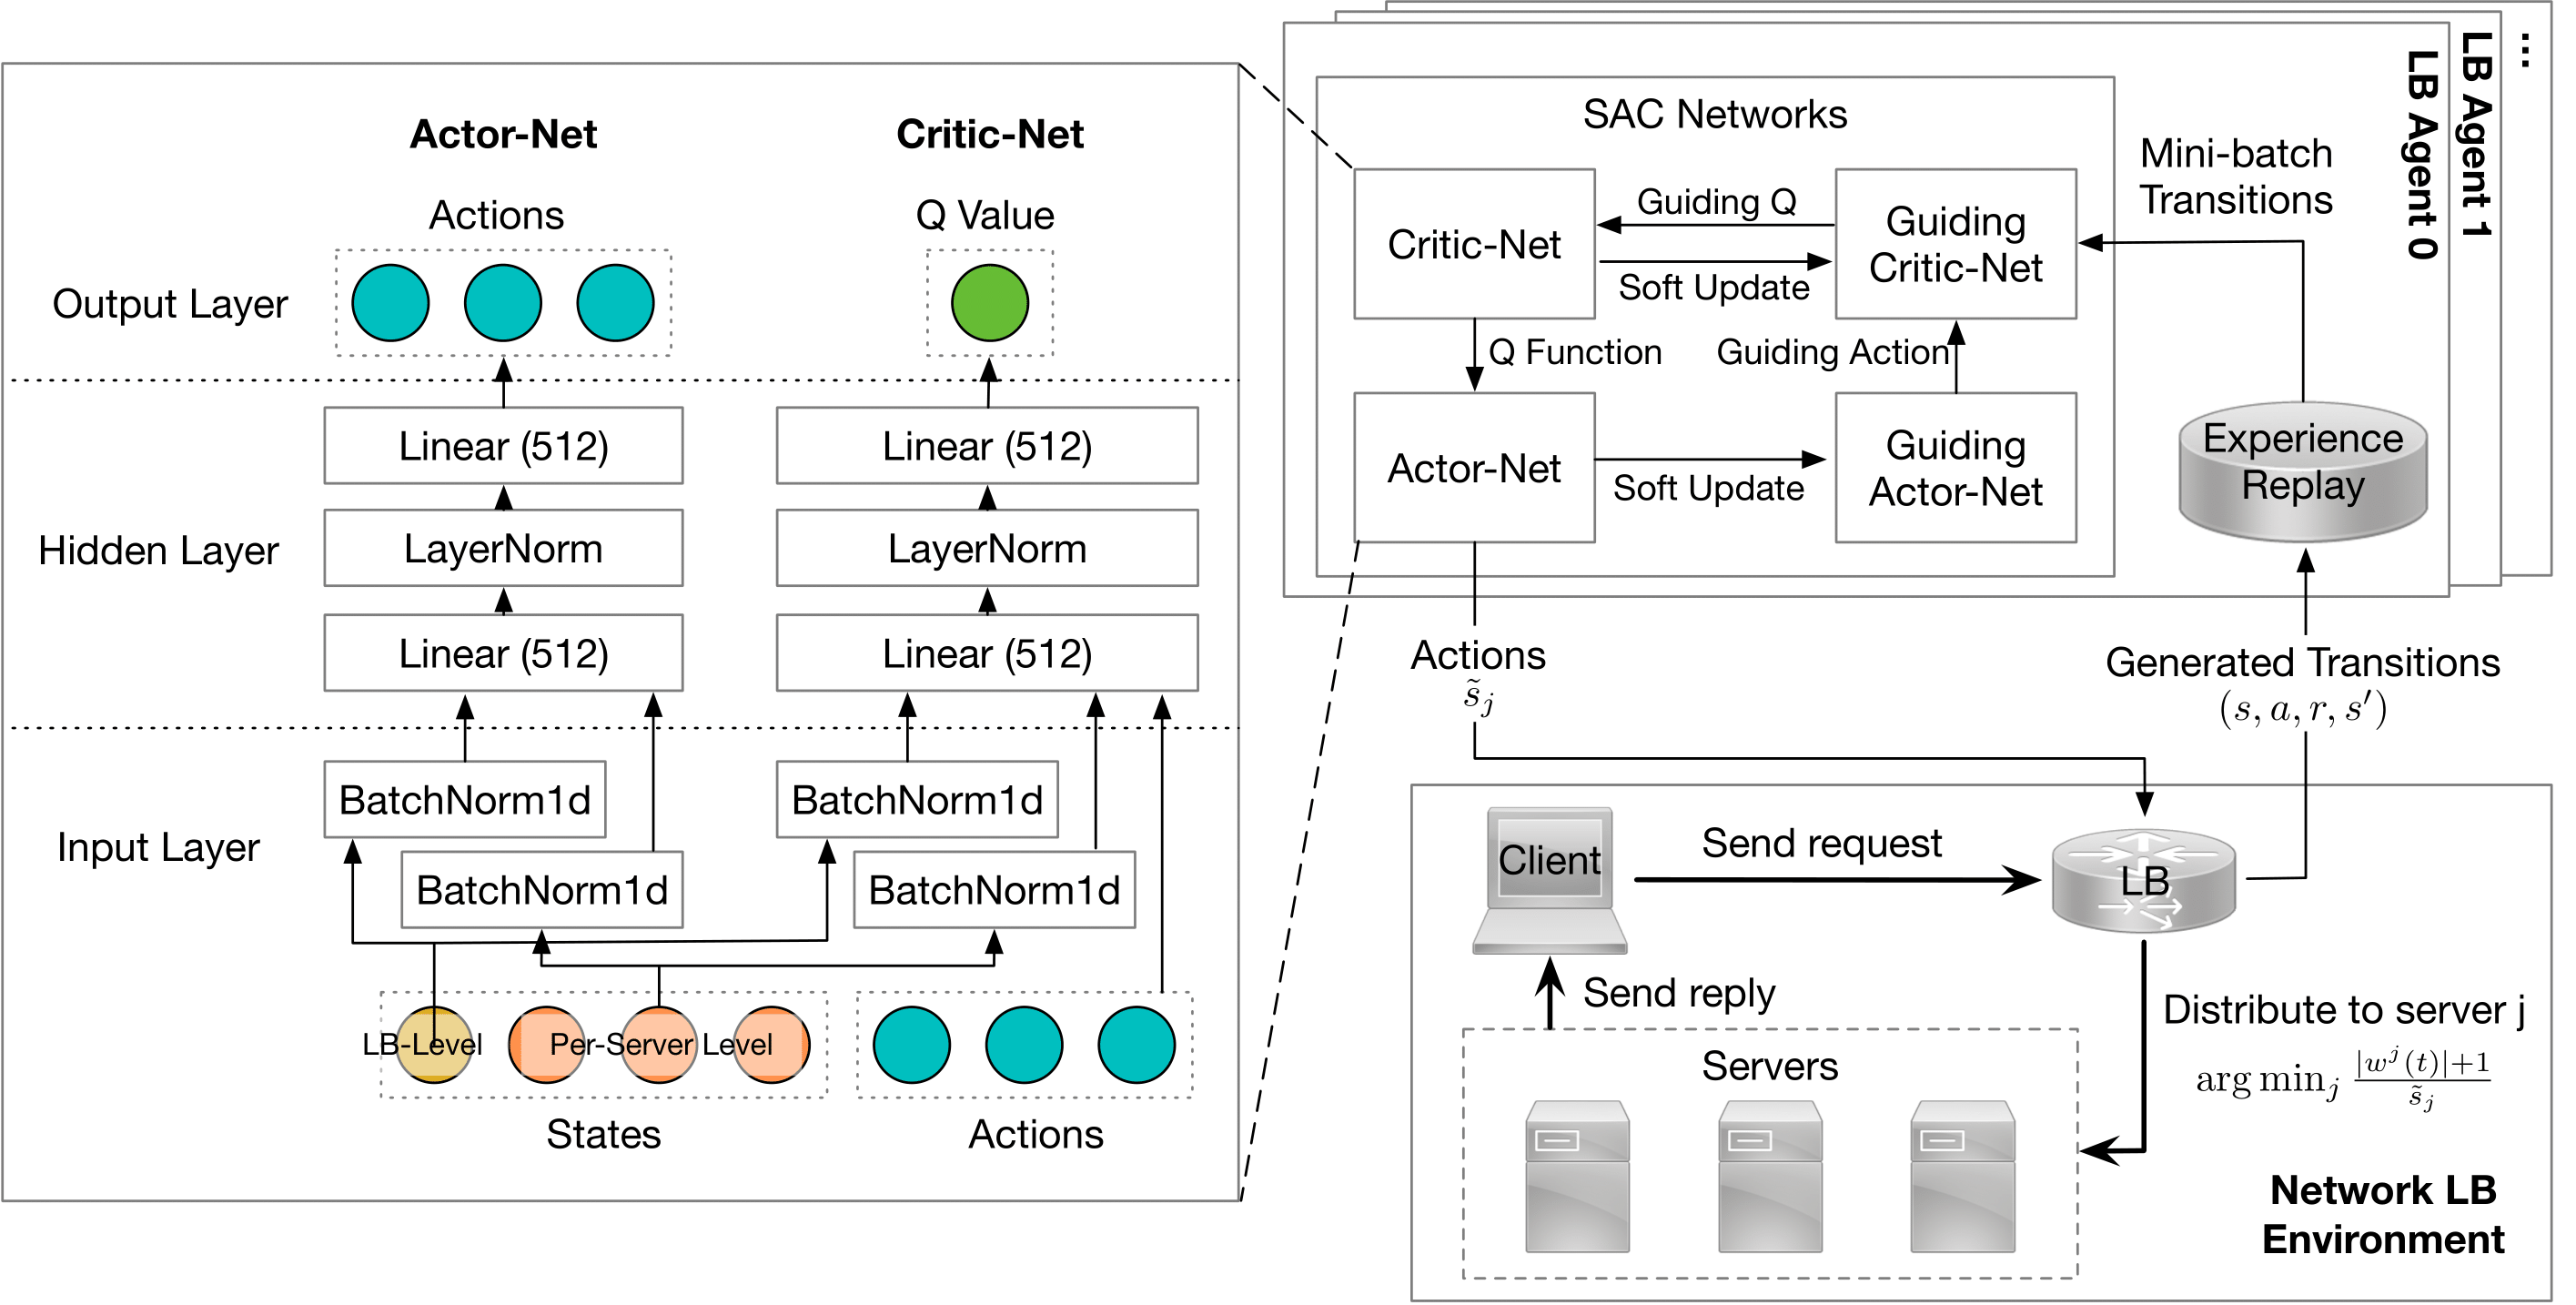 Actor-Net
Critic-Net
Actions
Q Value
Output Layer
Linear (512)
Linear (512)
Hidden Layer
LayerNorm
LayerNorm
Linear (512)
Linear (512)
Input Layer
BatchNorm1d
BatchNorm1d
BatchNorm1d
BatchNorm1d
LB-Level
Per-Server Level
States
Actions
LB Agent 0
LB Agent 1
...
SAC Networks
Critic-Net
Guiding Q
Soft Update
Guiding
Critic-Net
Mini-batch
Transitions
Q Function
Guiding Action
Actor-Net
Soft Update
Guiding
Actor-Net
Experience
Replay
Actions
s̃_j
Generated Transitions
(s, a, r, s′)
Client
Send request
LB
Send reply
Servers
Distribute to server j
arg min_j (|w^j(t)|+1)/s̃_j
Network LB
Environment